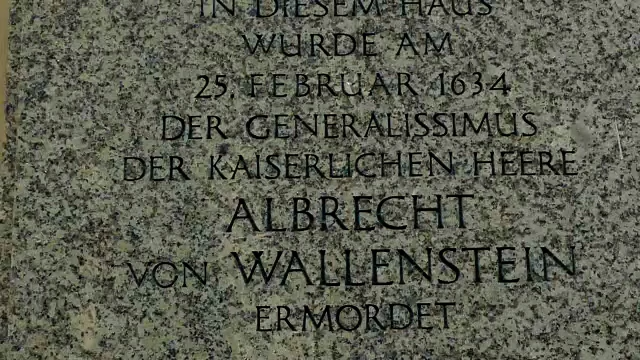 IN DIESEM HAUS
WURDE AM
25. FEBRUAR 1634
DER GENERALISSIMUS
DER KAISERLICHEN HEERE
ALBRECHT
VON WALLENSTEIN
ERMORDET